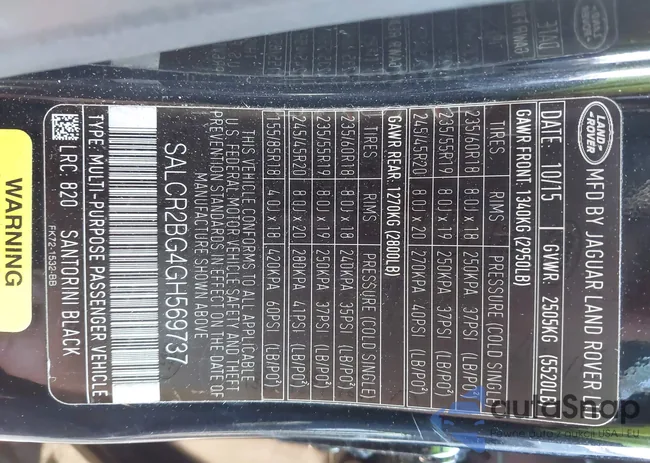 LAND-
ROVER
MFD BY JAGUAR LAND ROVER LTD
DATE: 10/15 GVWR: 2505KG (5520LB)
GAWR FRONT: 1340KG (2950LB)
TIRES RIMS PRESSURE (COLD SINGLE)
235/60R18 8.0J x 18 250KPA 37PSI (LB/PO²)
235/55R19 8.0J x 19 250KPA 37PSI (LB/PO²)
245/45R20 8.0J x 20 270KPA 40PSI (LB/PO²)
GAWR REAR: 1270KG (2800LB)
TIRES RIMS PRESSURE (COLD SINGLE)
235/60R18 8.0J x 18 240KPA 35PSI (LB/PO²)
235/55R19 8.0J x 19 250KPA 37PSI (LB/PO²)
245/45R20 8.0J x 20 280KPA 41PSI (LB/PO²)
155/85R18 4.0J x 18 420KPA 60PSI (LB/PO²)
THIS VEHICLE CONFORMS TO ALL APPLICABLE
U.S. FEDERAL MOTOR VEHICLE SAFETY AND THEFT
PREVENTION STANDARDS IN EFFECT ON THE DATE OF
MANUFACTURE SHOWN ABOVE
SALCR2BG4GH569737
TYPE: MULTI-PURPOSE PASSENGER VEHICLE
LRC: 820 SANTORINI BLACK
FK72-1532-BB
WARNING
autoSnap